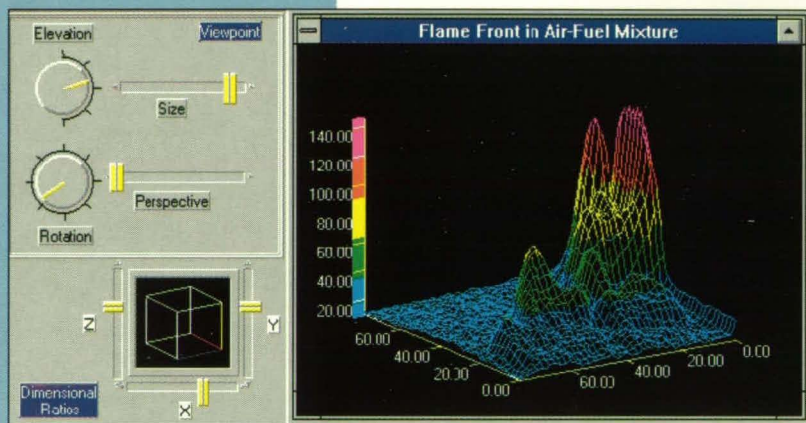 Elevation
Viewpoint
Size
Perspective
Rotation
Z
Y
X
Dimensional
Ratios
Flame Front in Air-Fuel Mixture
140.00
120.00
100.00
80.00
60.00
40.00
20.00
60.00
40.00
20.00
0.00
60.00
40.00
20.00
0.00